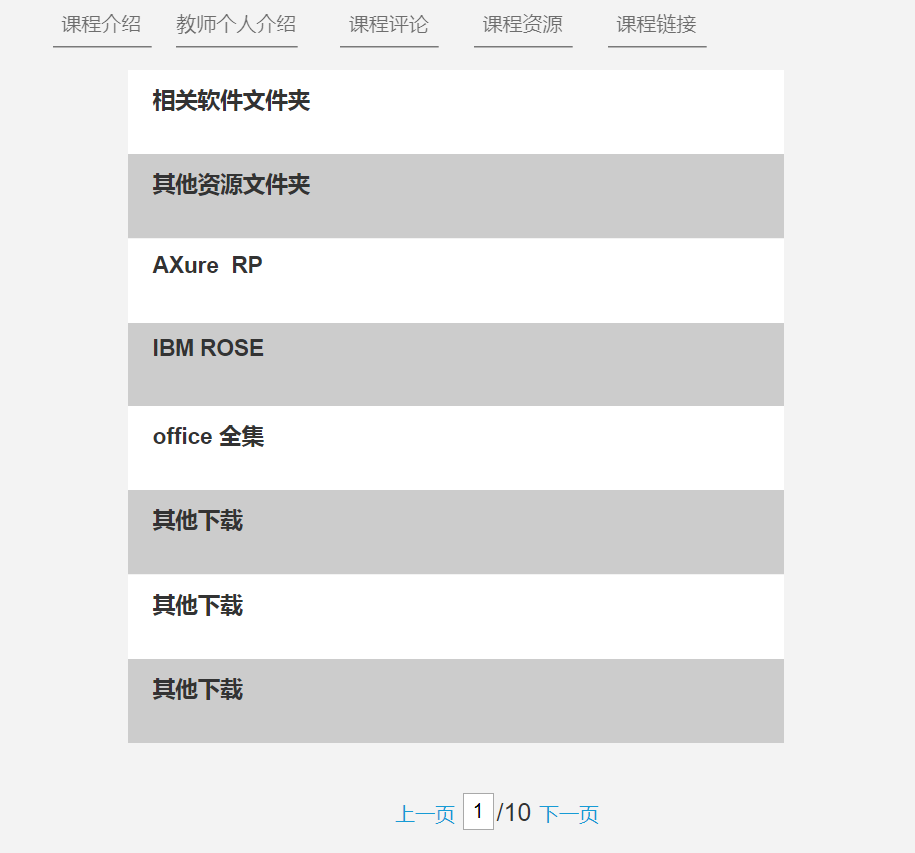 课程介绍 教师个人介绍 课程评论 课程资源 课程链接
相关软件文件夹
其他资源文件夹
AXure  RP
IBM ROSE
office 全集
其他下载
其他下载
其他下载
上一页 1 /10 下一页